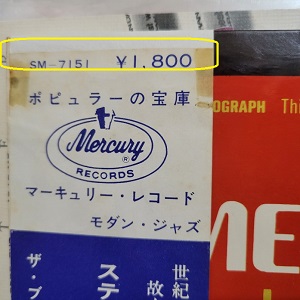 SM-7151 ¥1,800
ポピュラーの宝庫
Mercury
®
RECORDS
マーキュリー・レコード
モダン・ジャズ
OGRAPH Thi
ME
世紀
故
ステ
ザ・ブ